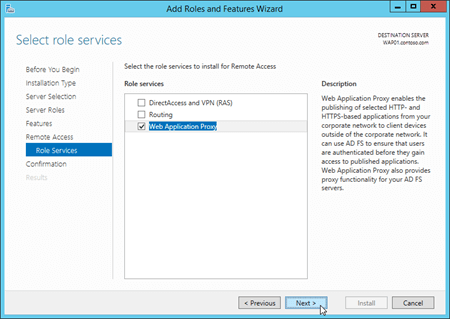 Add Roles and Features Wizard
Select role services
DESTINATION SERVER
WAP01.contoso.com
Before You Begin
Installation Type
Server Selection
Server Roles
Features
Remote Access
Role Services
Confirmation
Results
Select the role services to install for Remote Access
Role services
DirectAccess and VPN (RAS)
Routing
Web Application Proxy
Description
Web Application Proxy enables the
publishing of selected HTTP- and
HTTPS-based applications from your
corporate network to client devices
outside of the corporate network. It
can use AD FS to ensure that users
are authenticated before they gain
access to published applications.
Web Application Proxy also provides
proxy functionality for your AD FS
servers.
< Previous
Next >
Install
Cancel